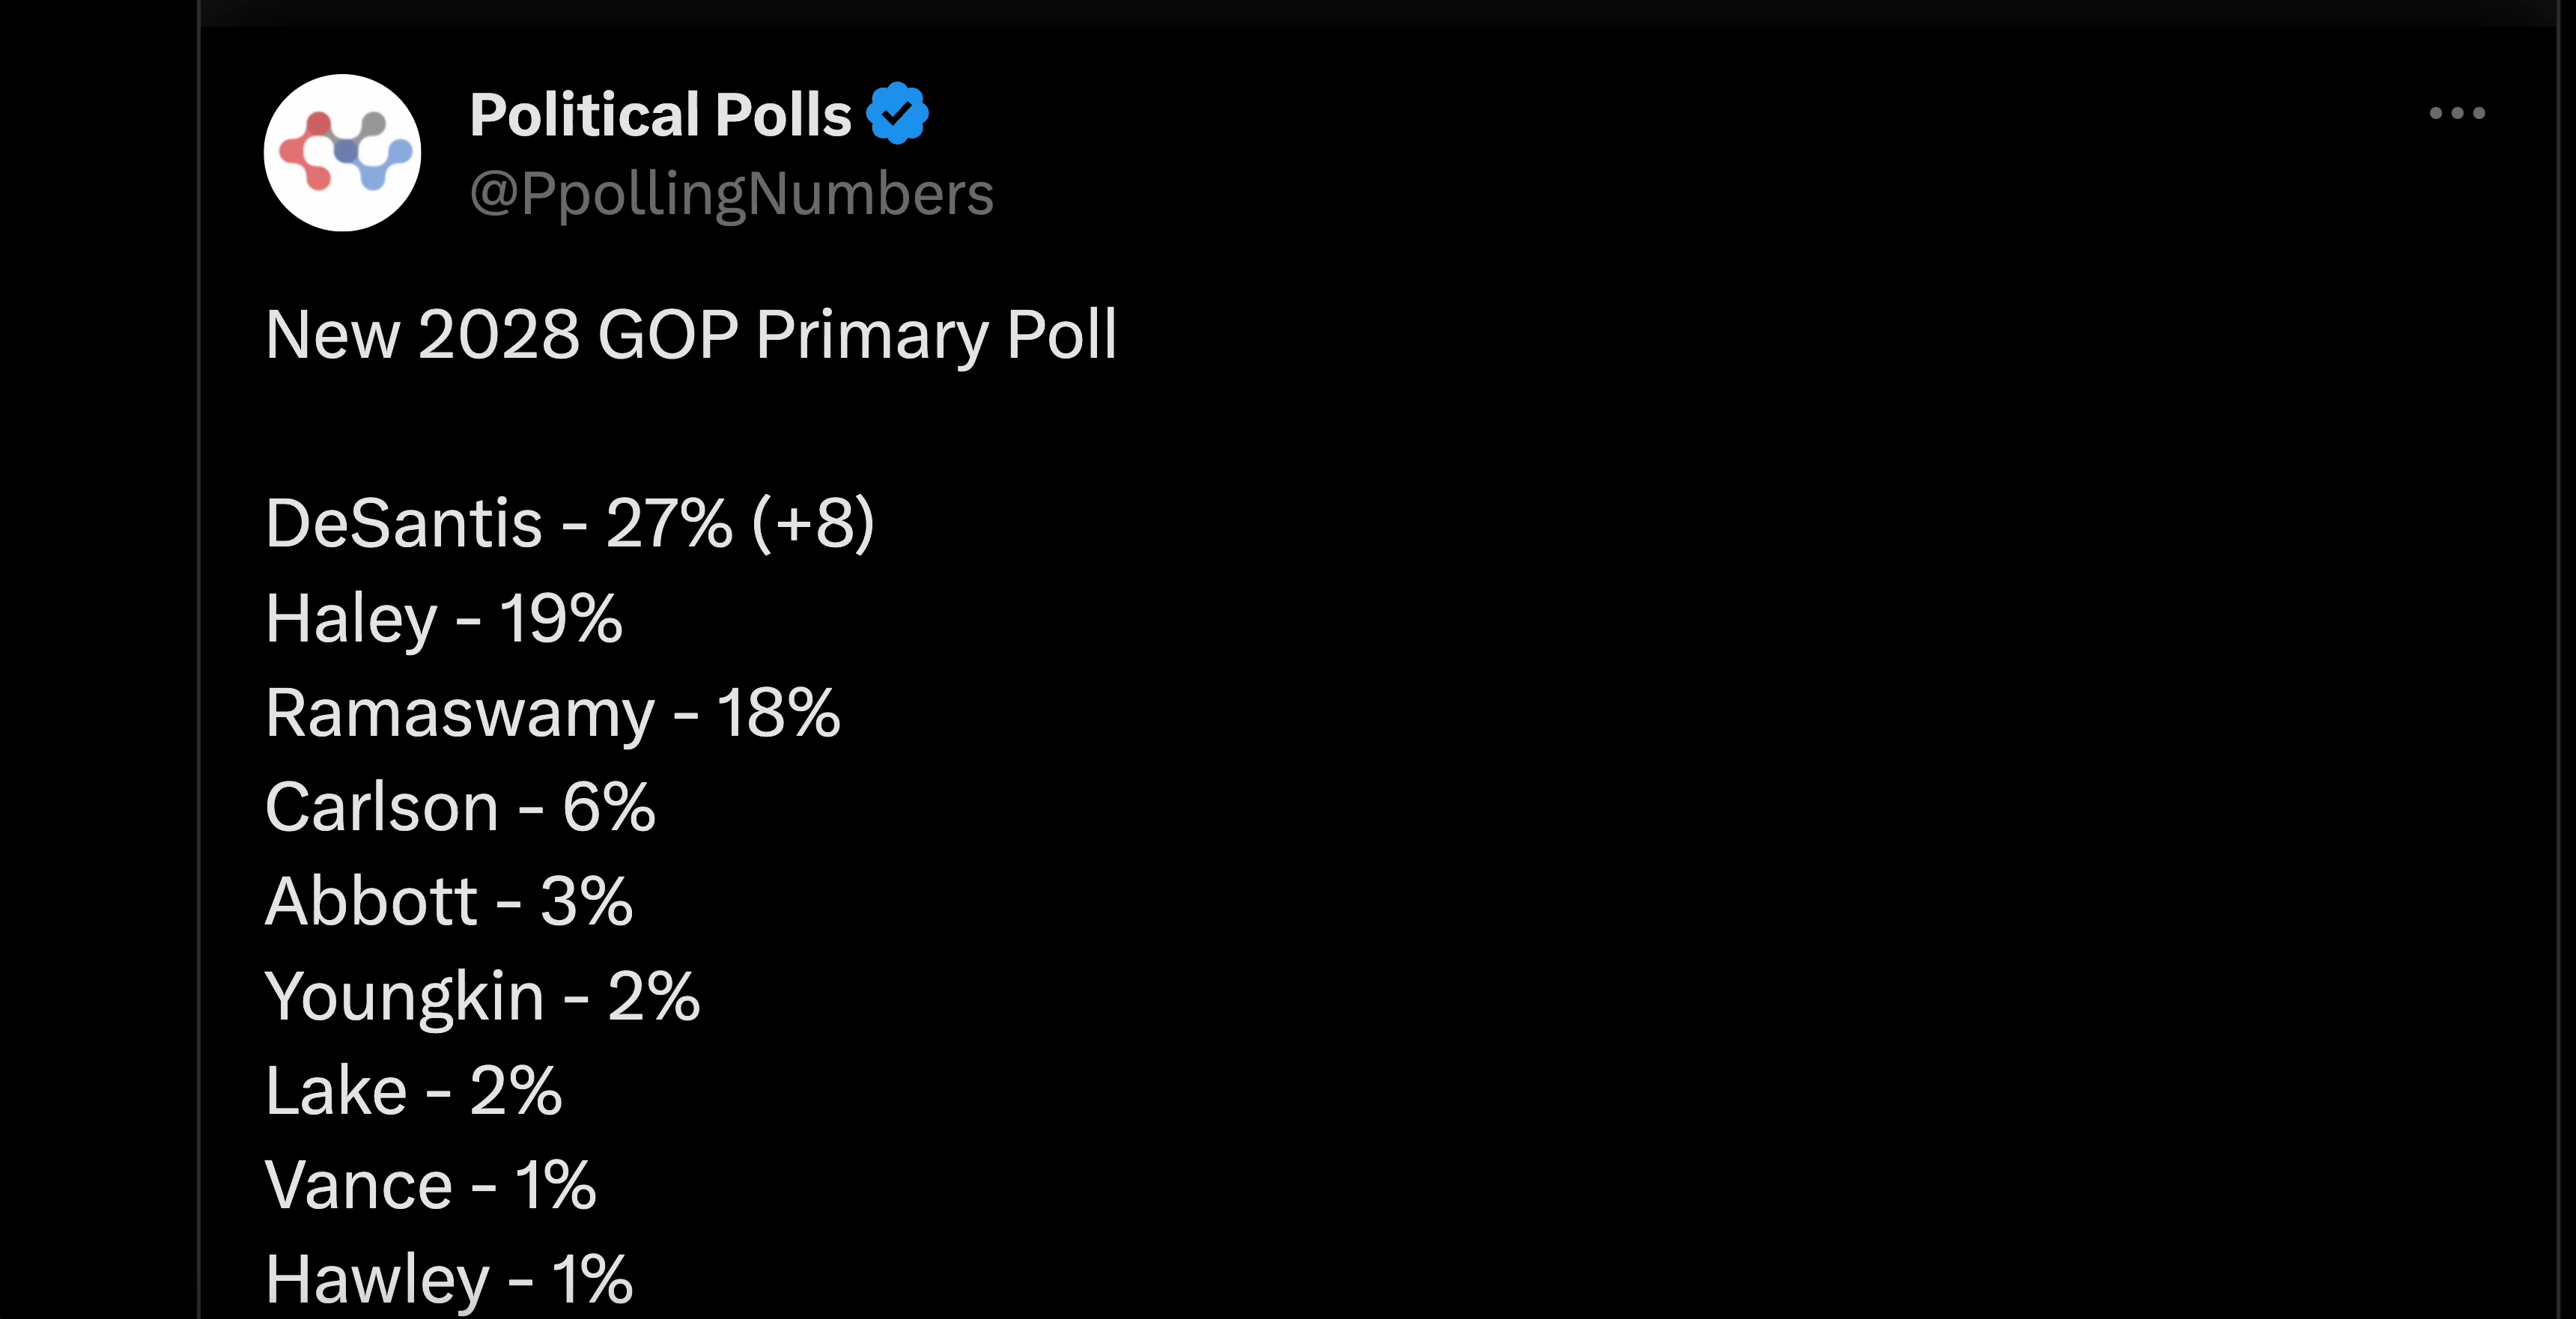 Political Polls
@PpollingNumbers
New 2028 GOP Primary Poll
DeSantis - 27% (+8)
Haley - 19%
Ramaswamy - 18%
Carlson - 6%
Abbott - 3%
Youngkin - 2%
Lake - 2%
Vance - 1%
Hawley - 1%